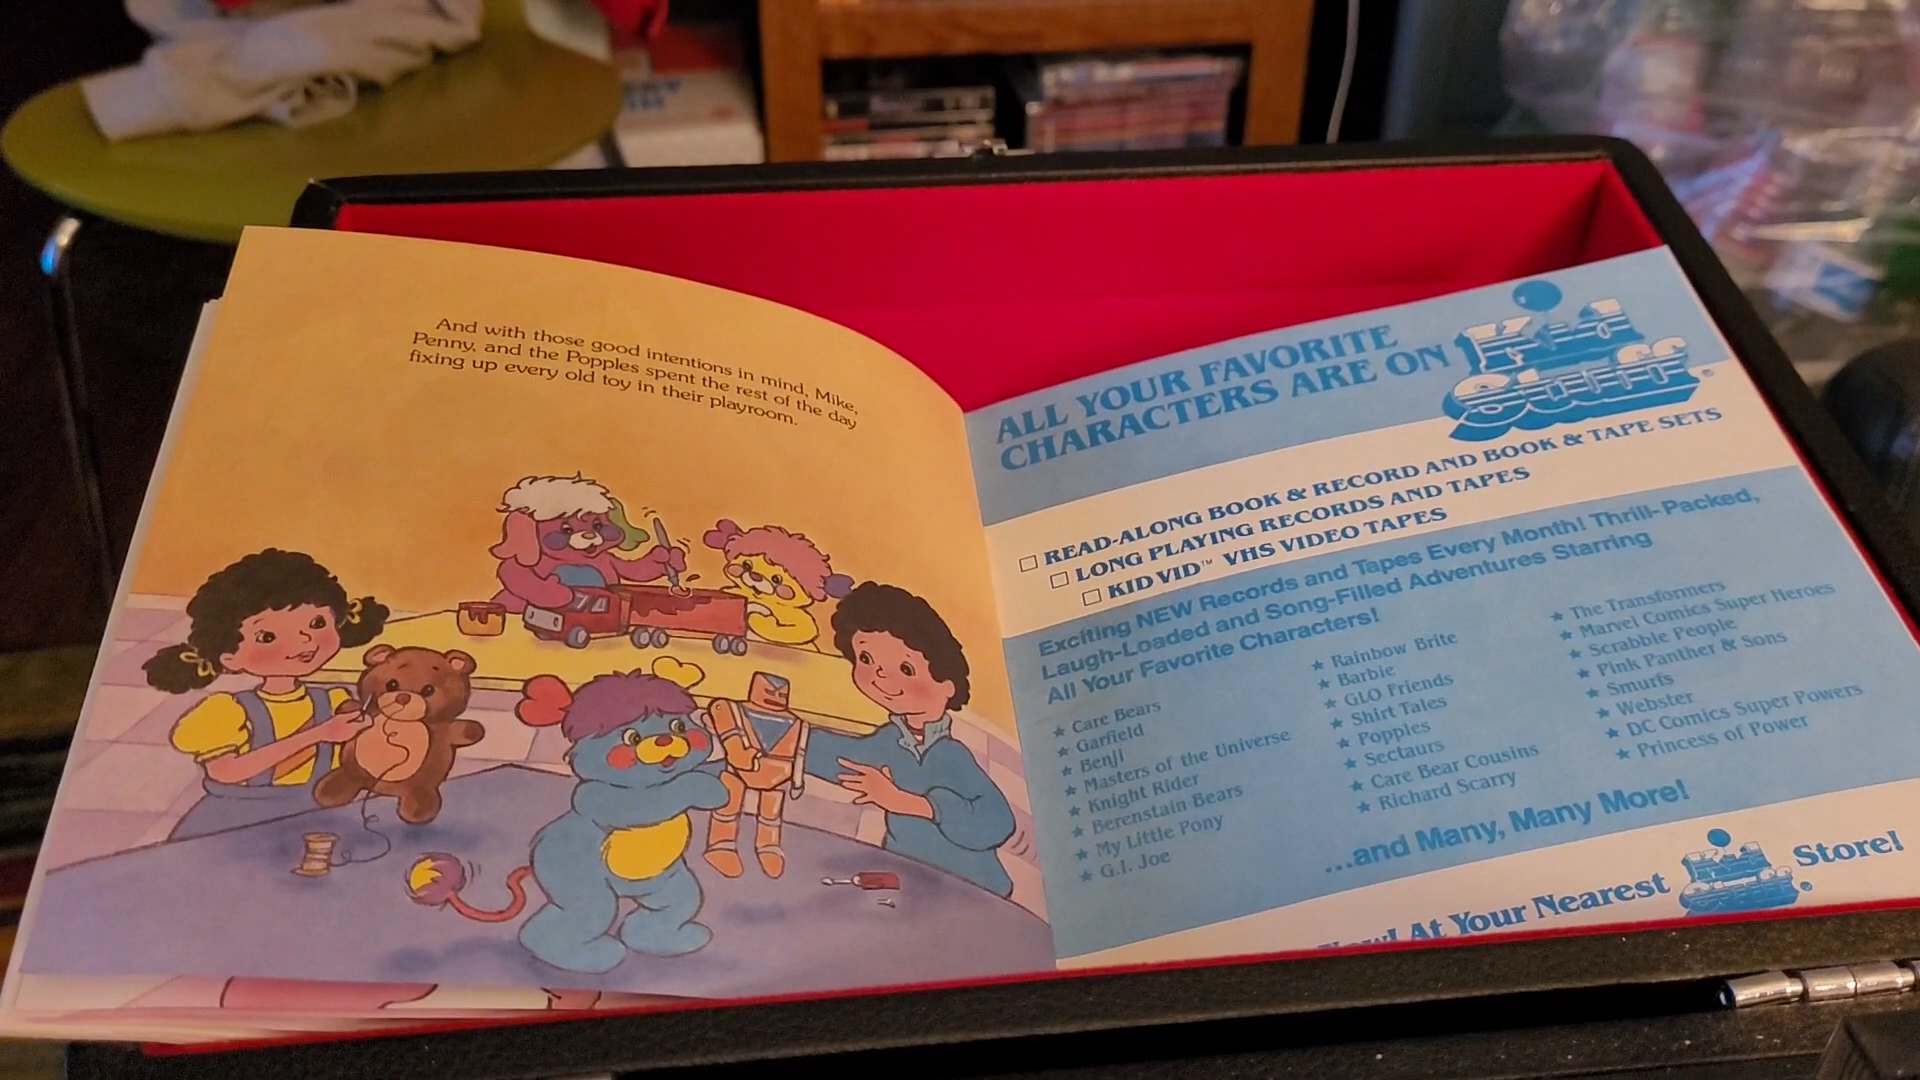 And with those good intentions in mind, Mike,
Penny, and the Popples spent the rest of the day
fixing up every old toy in their playroom.
ALL YOUR FAVORITE
CHARACTERS ARE ON
Kid
Stuff®
☐ READ-ALONG BOOK & RECORD AND BOOK & TAPE SETS
☐ LONG PLAYING RECORDS AND TAPES
☐ KID VID™ VHS VIDEO TAPES
Exciting NEW Records and Tapes Every Month! Thrill-Packed,
Laugh-Loaded and Song-Filled Adventures Starring
All Your Favorite Characters!
★ Care Bears
★ Garfield
★ Benji
★ Masters of the Universe
★ Knight Rider
★ Berenstain Bears
★ My Little Pony
★ G.I. Joe
★ Rainbow Brite
★ Barbie
★ GLO Friends
★ Shirt Tales
★ Popples
★ Sectaurs
★ Care Bear Cousins
★ Richard Scarry
★ The Transformers
★ Marvel Comics Super Heroes
★ Scrabble People
★ Pink Panther & Sons
★ Smurfs
★ Webster
★ DC Comics Super Powers
★ Princess of Power
...and Many, Many More!
Now! At Your Nearest Kid Stuff® Store!